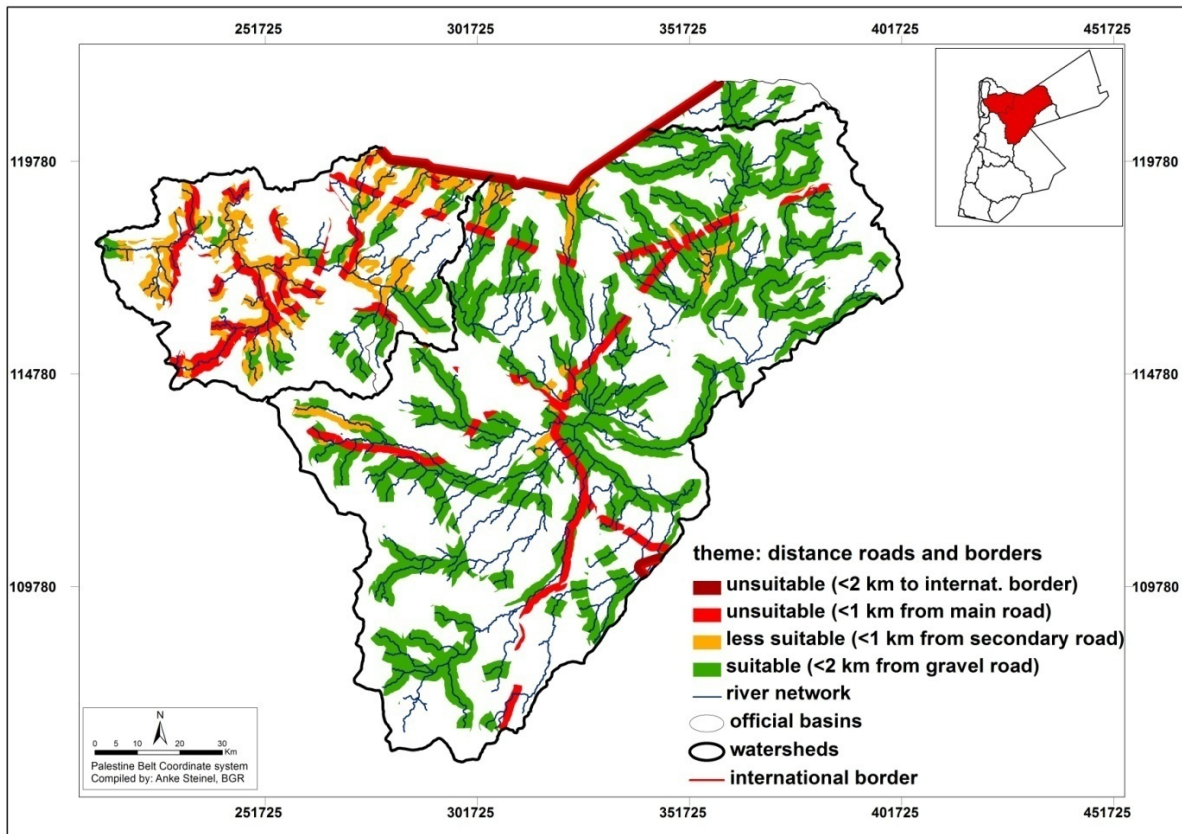 251725 301725 351725 401725 451725
119780 119780
114780 114780
109780 109780
theme: distance roads and borders
unsuitable (<2 km to internat. border)
unsuitable (<1 km from main road)
less suitable (<1 km from secondary road)
suitable (<2 km from gravel road)
river network
official basins
watersheds
international border
N
0 5 10 20 30
Km
Palestine Belt Coordinate system
Compiled by: Anke Steinel, BGR
251725 301725 351725 401725 451725